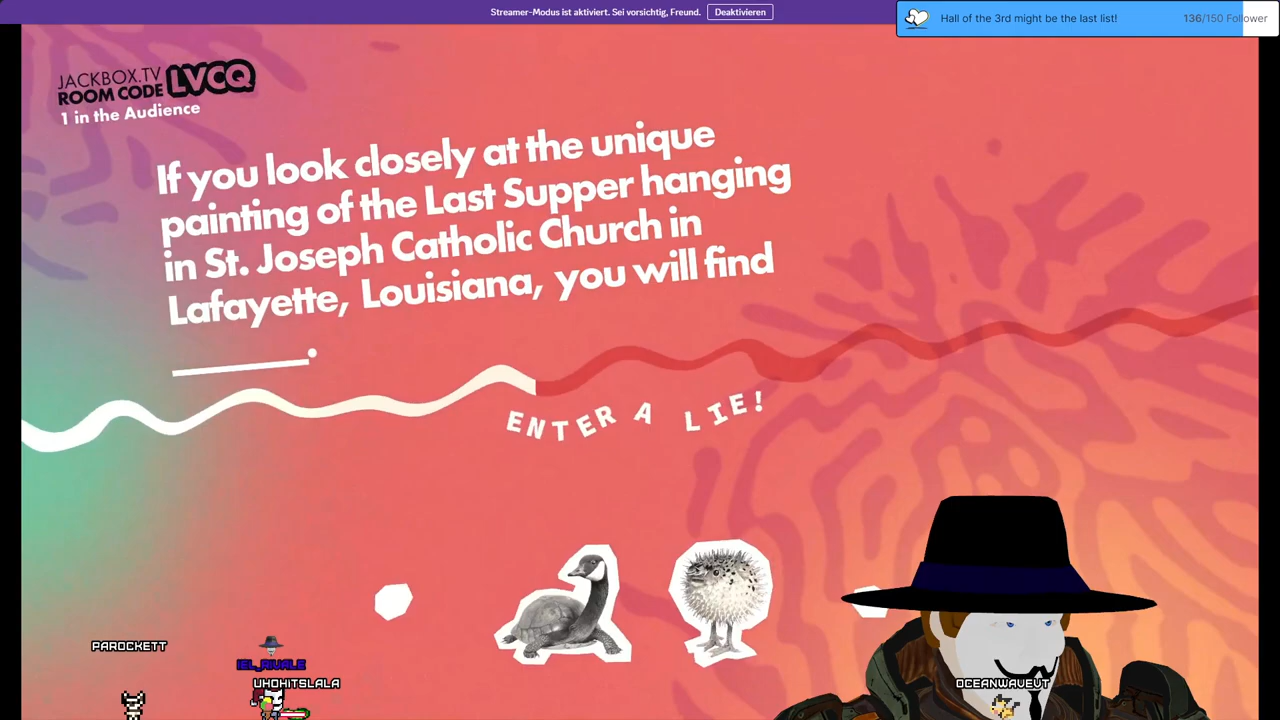 Streamer-Modus ist aktiviert. Sei vorsichtig, Freund. Deaktivieren
Hall of the 3rd might be the last list! 136/150 Follower
JACKBOX.TV
ROOM CODE LVCQ
1 in the Audience
If you look closely at the unique
painting of the Last Supper hanging
in St. Joseph Catholic Church in
Lafayette, Louisiana, you will find
ENTER A LIE!
PAROCKETT
IEL_RIVALE
UHOHITSLALA
OCEANWAVEVT